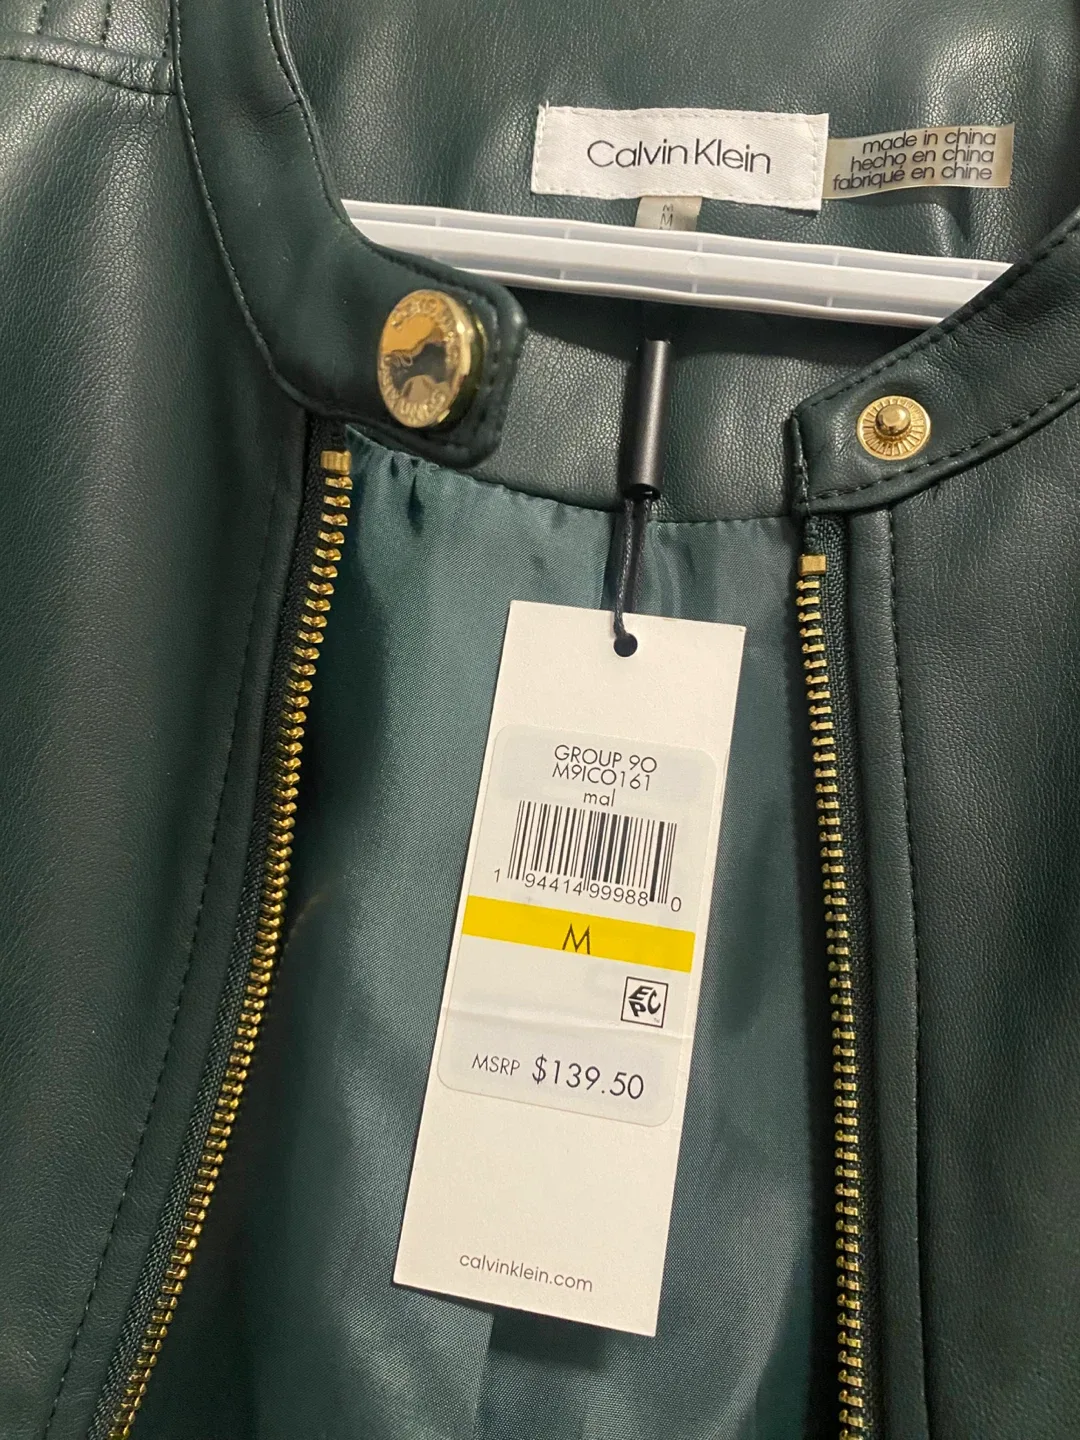 Calvin Klein
made in china
hecho en china
fabriqué en chine
M
GROUP 90
M9ICO161
mal
1 94414 99988 0
M
EPC
MSRP $139.50
calvinklein.com